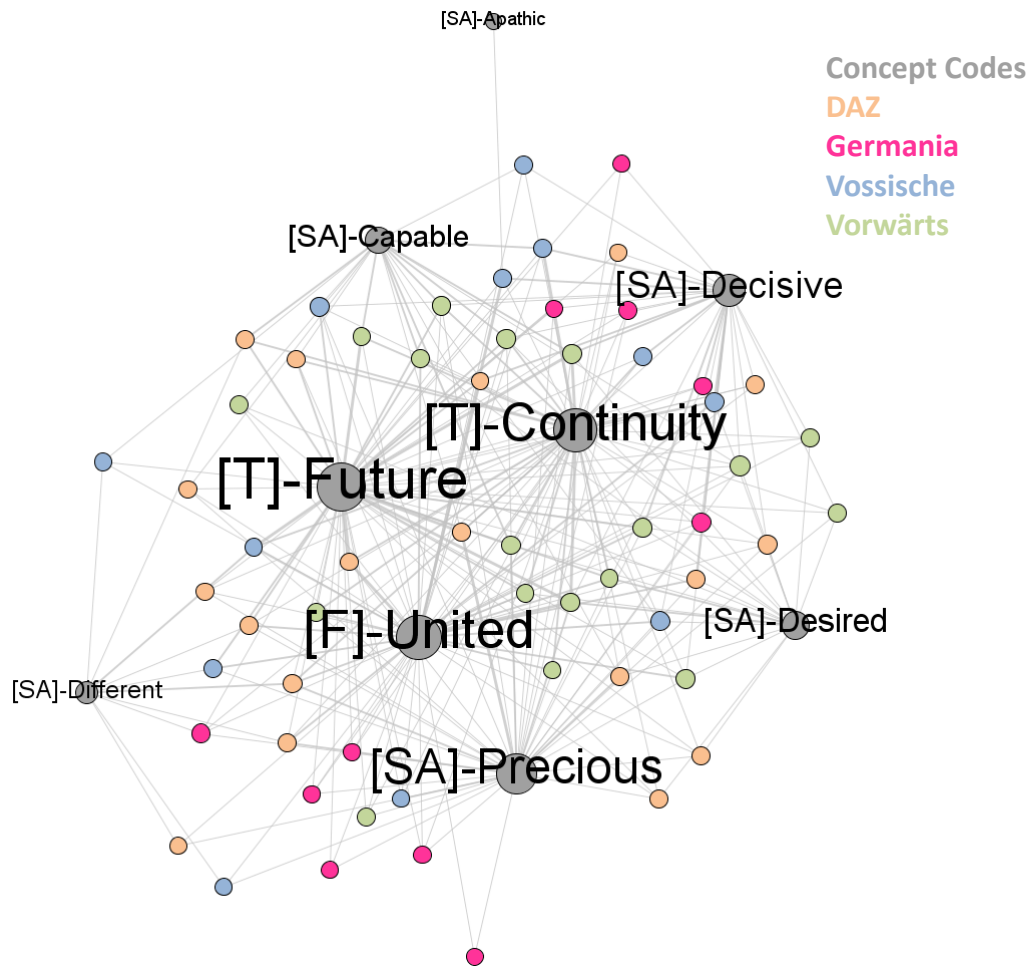 [SA]-Apathic
Concept Codes
DAZ
Germania
Vossische
Vorwärts
[SA]-Capable
[SA]-Decisive
[T]-Continuity
[T]-Future
[F]-United
[SA]-Desired
[SA]-Different
[SA]-Precious